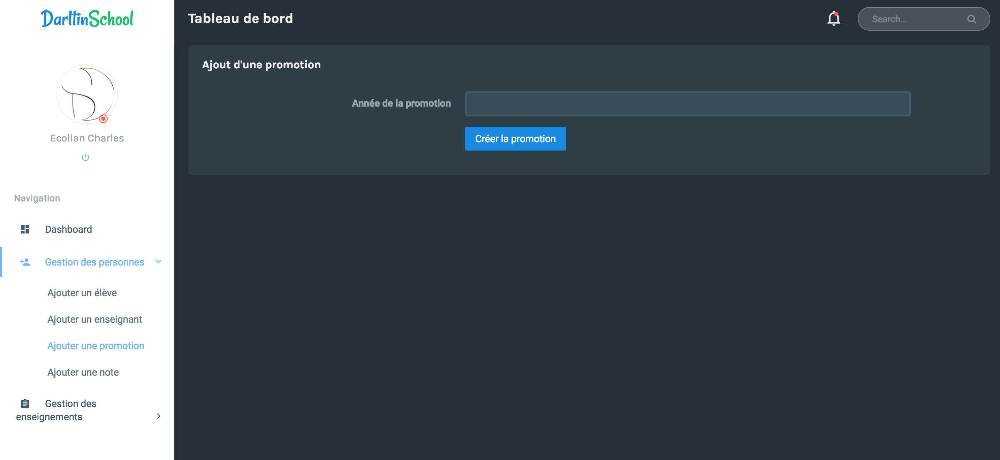 DarttinSchool
Ecollan Charles
Navigation
Dashboard
Gestion des personnes
Ajouter un élève
Ajouter un enseignant
Ajouter une promotion
Ajouter une note
Gestion des
enseignements
Tableau de bord
Search...
Ajout d'une promotion
Année de la promotion
Créer la promotion